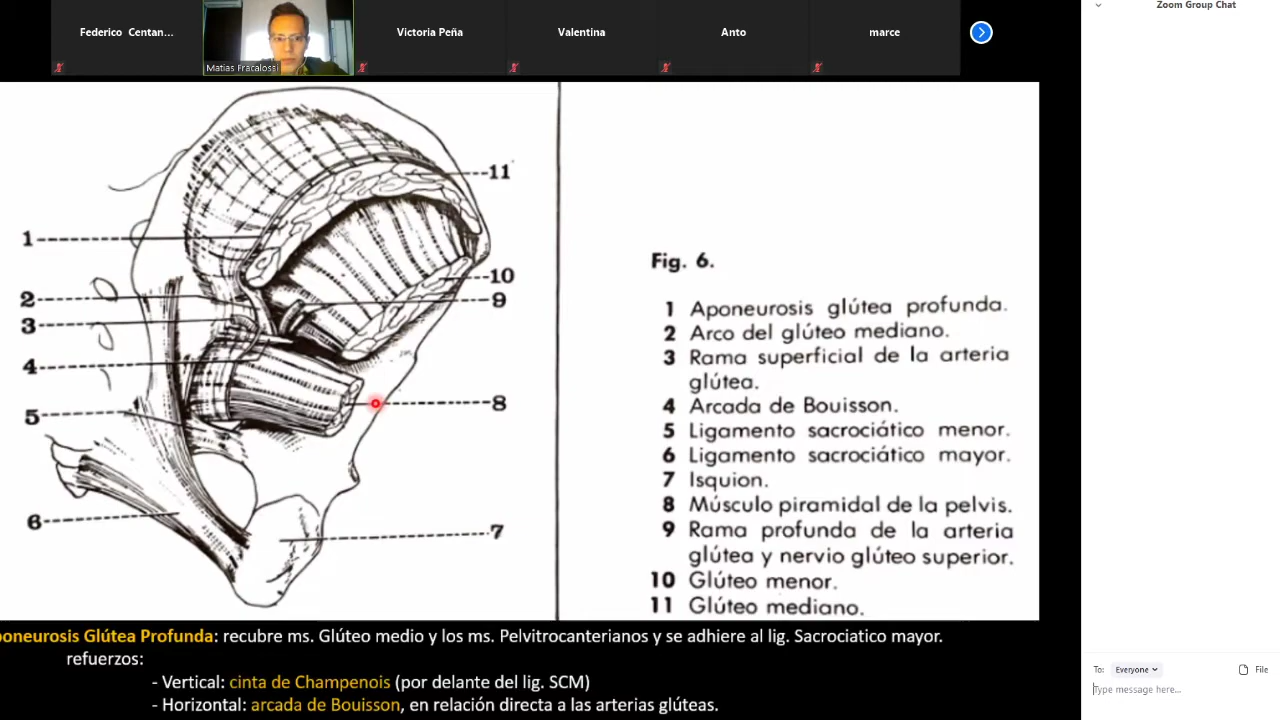 Zoom Group Chat
Federico Centan...
Matias Fracalossi
Victoria Peña
Valentina
Anto
marce
11
1
10
2
9
3
4
5
8
6
7
Fig. 6.
1 Aponeurosis glútea profunda.
2 Arco del glúteo mediano.
3 Rama superficial de la arteria
glútea.
4 Arcada de Bouisson.
5 Ligamento sacrociático menor.
6 Ligamento sacrociático mayor.
7 Isquion.
8 Músculo piramidal de la pelvis.
9 Rama profunda de la arteria
glútea y nervio glúteo superior.
10 Glúteo menor.
11 Glúteo mediano.
poneurosis Glútea Profunda: recubre ms. Glúteo medio y los ms. Pelvitrocanterianos y se adhiere al lig. Sacrociatico mayor.
refuerzos:
- Vertical: cinta de Champenois (por delante del lig. SCM)
- Horizontal: arcada de Bouisson, en relación directa a las arterias glúteas.
To: Everyone
File
Type message here...